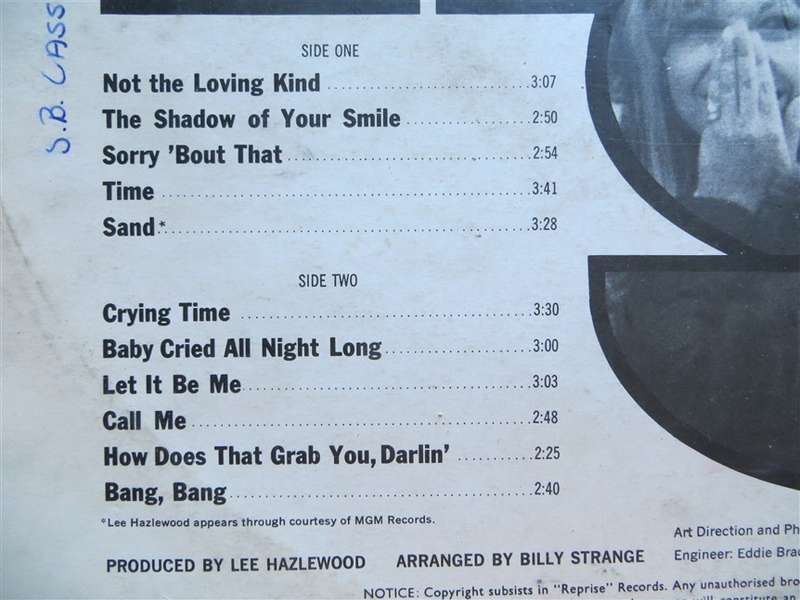 S.B. CASS
SIDE ONE
Not the Loving Kind 3:07
The Shadow of Your Smile 2:50
Sorry 'Bout That 2:54
Time 3:41
Sand* 3:28
SIDE TWO
Crying Time 3:30
Baby Cried All Night Long 3:00
Let It Be Me 3:03
Call Me 2:48
How Does That Grab You, Darlin' 2:25
Bang, Bang 2:40
*Lee Hazlewood appears through courtesy of MGM Records.
Art Direction and Ph
PRODUCED BY LEE HAZLEWOOD ARRANGED BY BILLY STRANGE
Engineer: Eddie Brac
NOTICE: Copyright subsists in "Reprise" Records. Any unauthorised bro
will constitute an